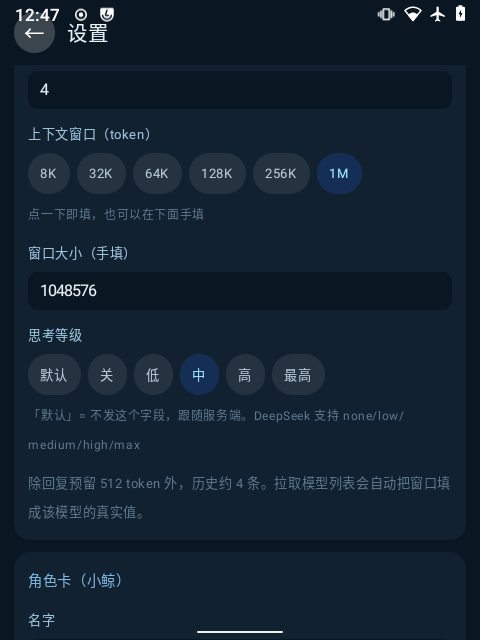 12:47
设置
4
上下文窗口（token）
8K 32K 64K 128K 256K 1M
点一下即填，也可以在下面手填
窗口大小（手填）
1048576
思考等级
默认 关 低 中 高 最高
「默认」= 不发这个字段，跟随服务端。DeepSeek 支持 none/low/
medium/high/max
除回复预留 512 token 外，历史约 4 条。拉取模型列表会自动把窗口填
成该模型的真实值。
角色卡（小鲸）
名字